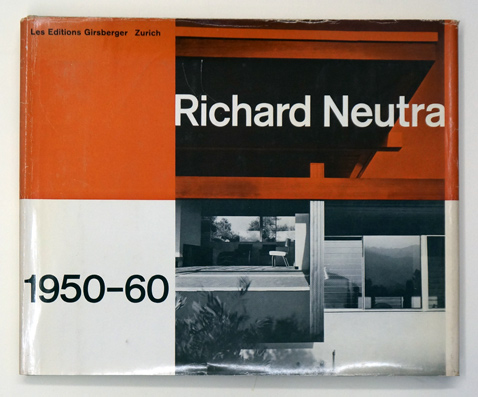 Les Editions Girsberger Zurich
Richard Neutra
1950–60